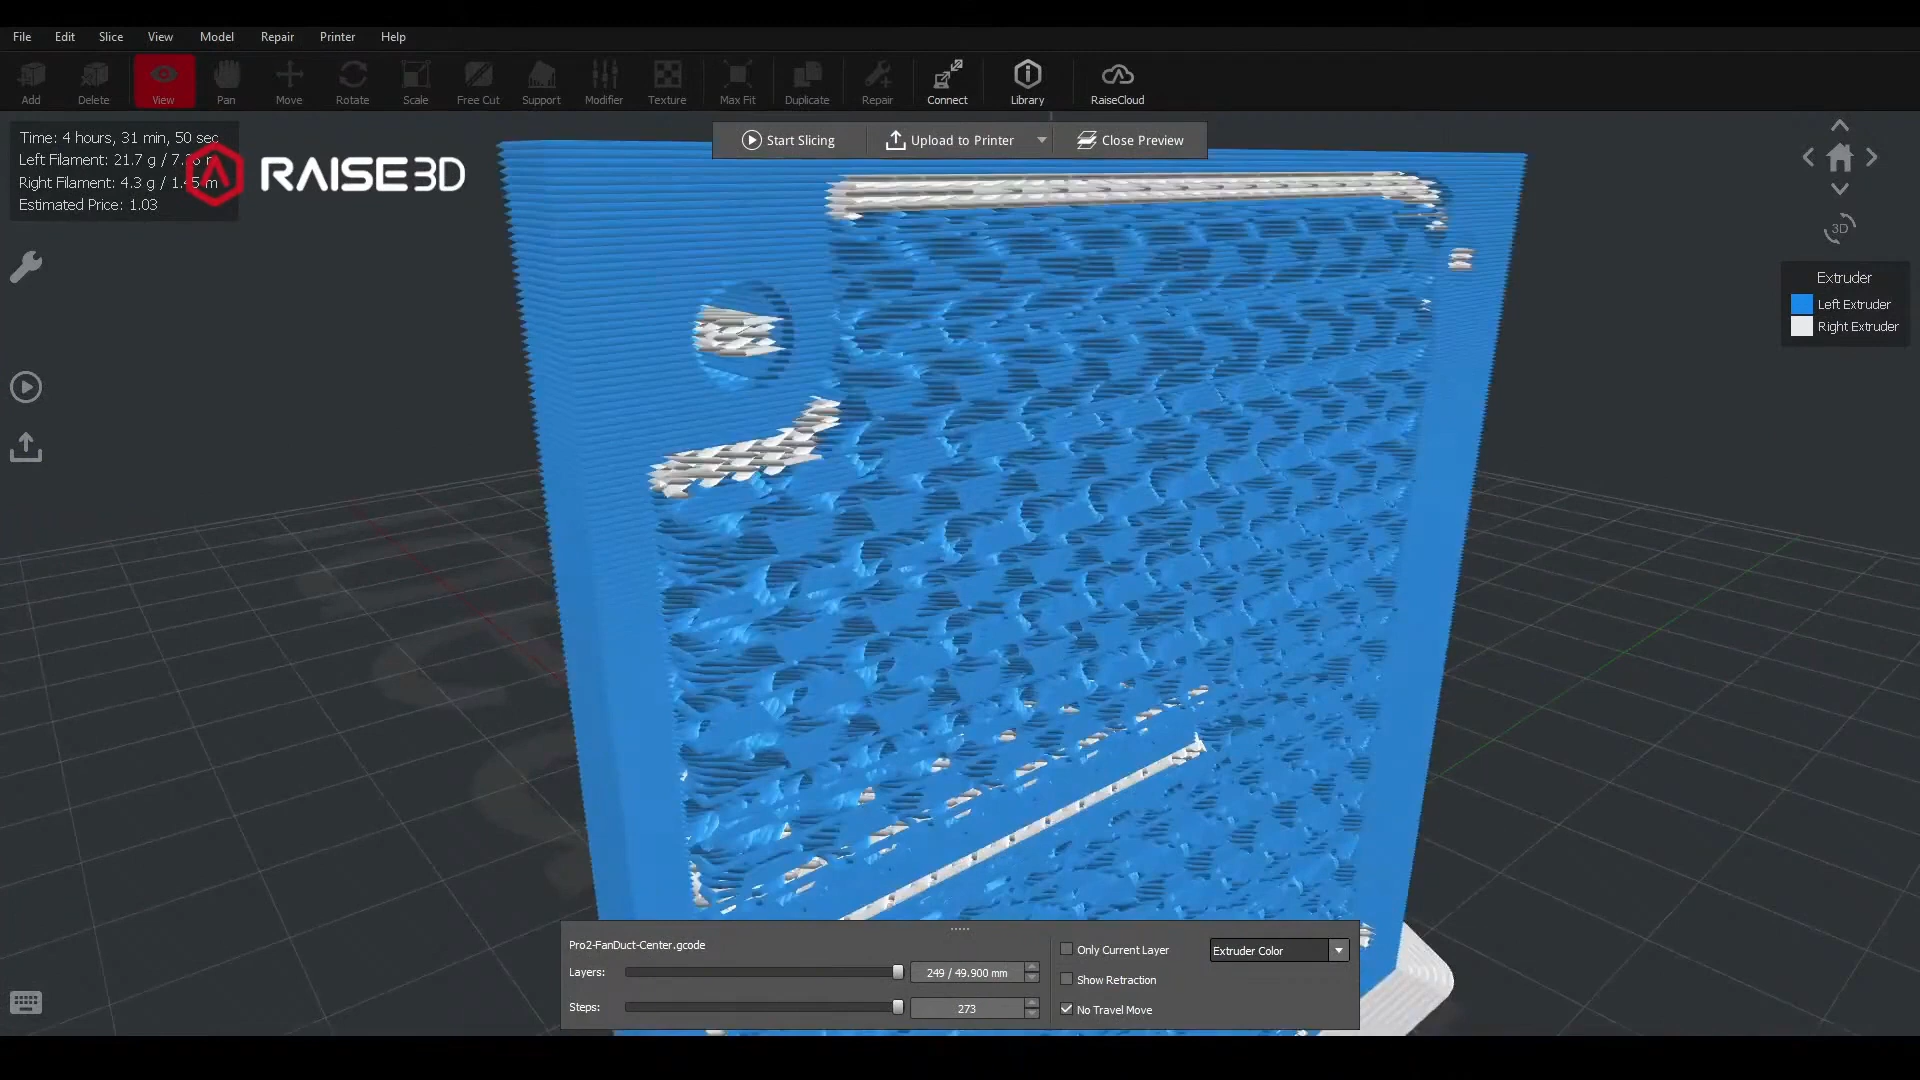 File Edit Slice View Model Repair Printer Help
Add Delete View Pan Move Rotate Scale Free Cut Support Modifier Texture Max Fit Duplicate Repair Connect Library RaiseCloud
Time: 4 hours, 31 min, 50 sec
Left Filament: 21.7 g /
Right Filament: 4.3 g / 1.45 m
Estimated Price: 1.03
RAISE3D
Start Slicing Upload to Printer Close Preview
3D
Extruder
Left Extruder
Right Extruder
Pro2-FanDuct-Center.gcode
Layers: 249 / 49.900 mm
Steps: 273
Only Current Layer Extruder Color
Show Retraction
No Travel Move